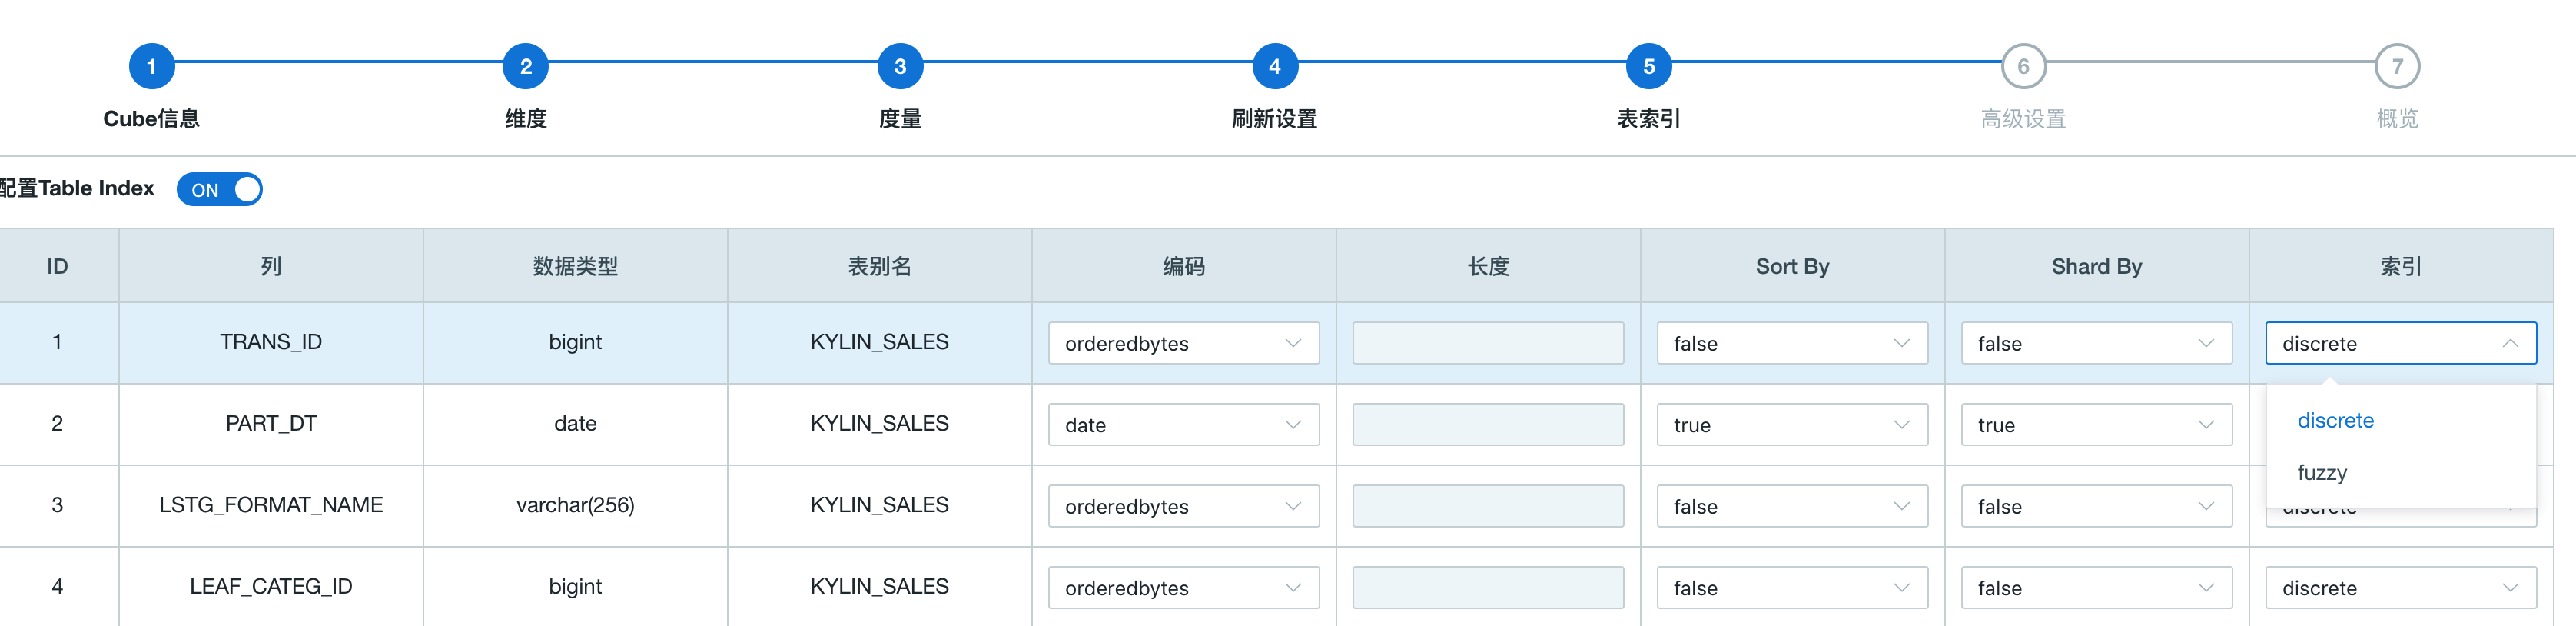 1 2 3 4 5 6 7
Cube信息 维度 度量 刷新设置 表索引 高级设置 概览
配置Table Index ON
ID 列 数据类型 表别名 编码 长度 Sort By Shard By 索引
1 TRANS_ID bigint KYLIN_SALES orderedbytes false false discrete
2 PART_DT date KYLIN_SALES date true true discrete
3 LSTG_FORMAT_NAME varchar(256) KYLIN_SALES orderedbytes false false fuzzy
discrete
4 LEAF_CATEG_ID bigint KYLIN_SALES orderedbytes false false discrete